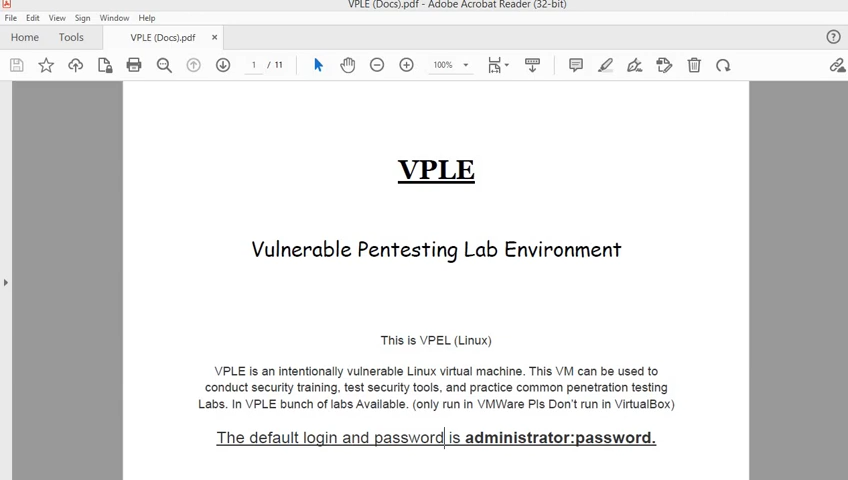 VPLE (Docs).pdf - Adobe Acrobat Reader (32-bit)
File Edit View Sign Window Help
Home Tools VPLE (Docs).pdf × ?
1 / 11 100%
VPLE
Vulnerable Pentesting Lab Environment
This is VPEL (Linux)
VPLE is an intentionally vulnerable Linux virtual machine. This VM can be used to
conduct security training, test security tools, and practice common penetration testing
Labs. In VPLE bunch of labs Available. (only run in VMWare Pls Don't run in VirtualBox)
The default login and password is administrator:password.